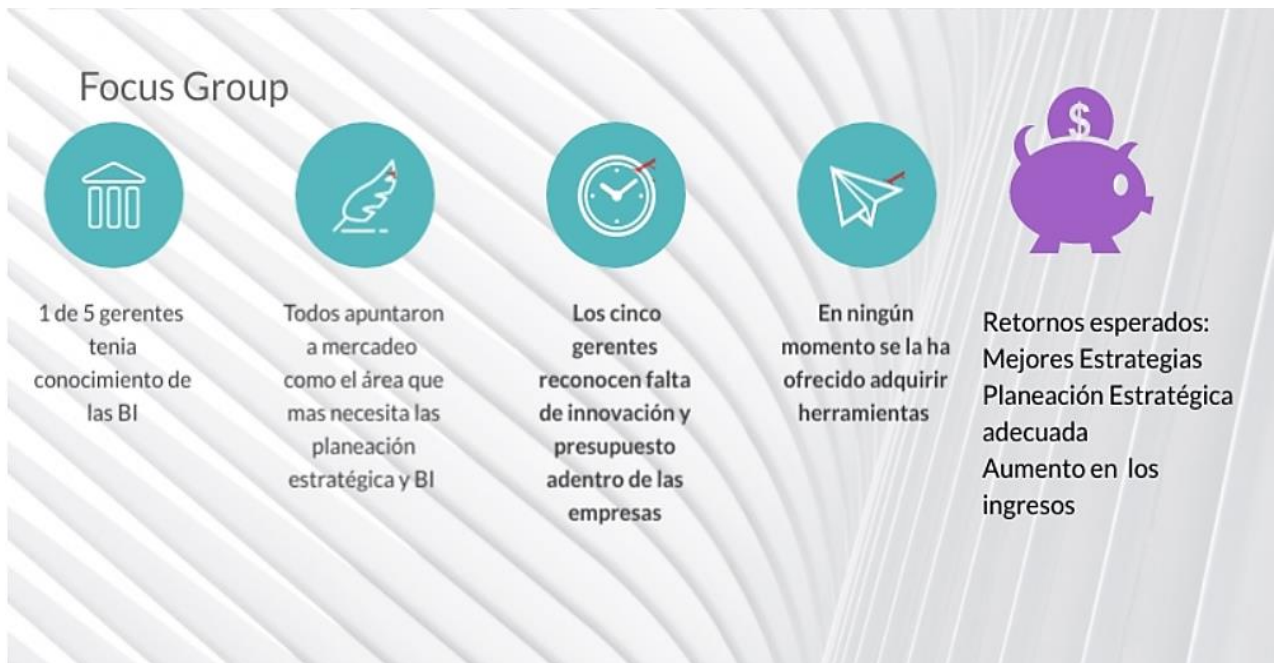 Focus Group
1 de 5 gerentes
tenia
conocimiento de
las BI
Todos apuntaron
a mercadeo
como el área que
mas necesita las
planeación
estratégica y BI
Los cinco
gerentes
reconocen falta
de innovación y
presupuesto
adentro de las
empresas
En ningún
momento se la ha
ofrecido adquirir
herramientas
$
Retornos esperados:
Mejores Estrategias
Planeación Estratégica
adecuada
Aumento en los
ingresos